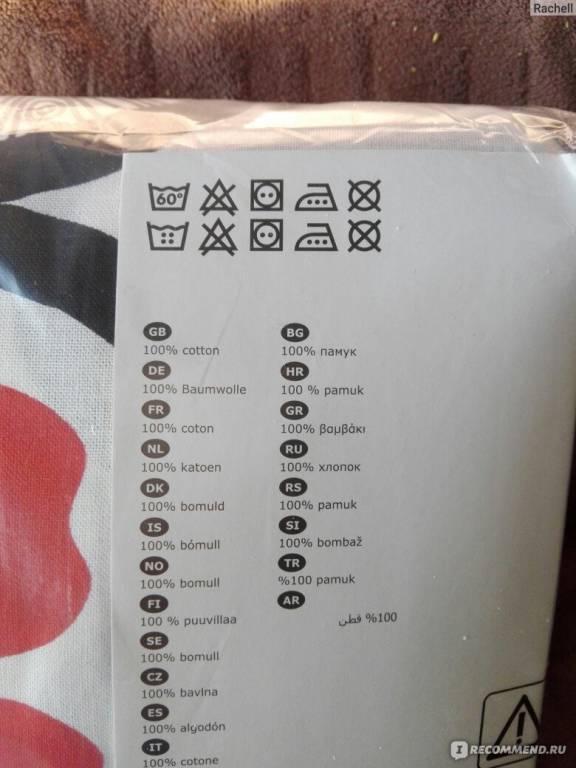 Rachell
60°
GB
100% cotton
DE
100% Baumwolle
FR
100% coton
NL
100% katoen
DK
100% bomuld
IS
100% bómull
NO
100% bomull
FI
100 % puuvillaa
SE
100% bomull
CZ
100% bavlna
ES
100% algodón
IT
100% cotone
BG
100% памук
HR
100 % pamuk
GR
100% βαμβάκι
RU
100% хлопок
RS
100% pamuk
SI
100% bombaž
TR
%100 pamuk
AR
100% قطن
IRECOMMEND.RU